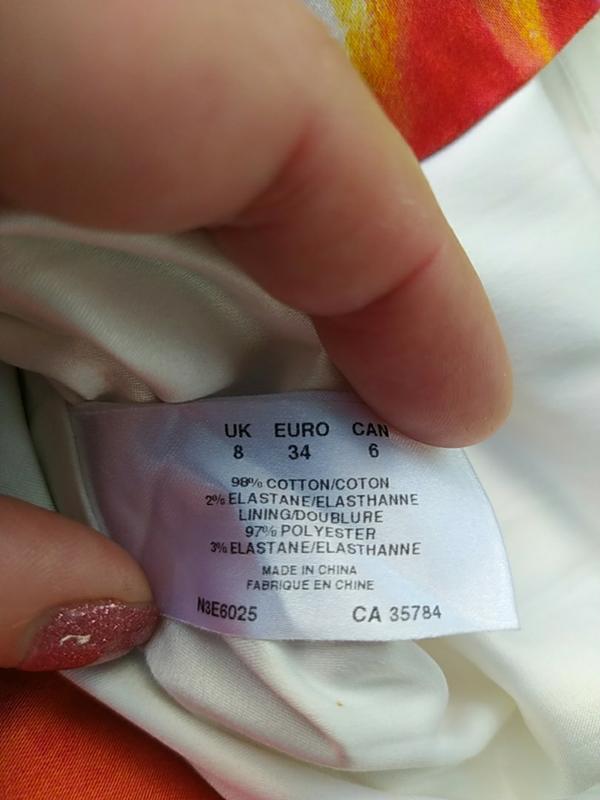 UK EURO CAN
8 34 6
98% COTTON/COTON
2% ELASTANE/ELASTHANNE
LINING/DOUBLURE
97% POLYESTER
3% ELASTANE/ELASTHANNE
MADE IN CHINA
FABRIQUE EN CHINE
N3E6025 CA 35784